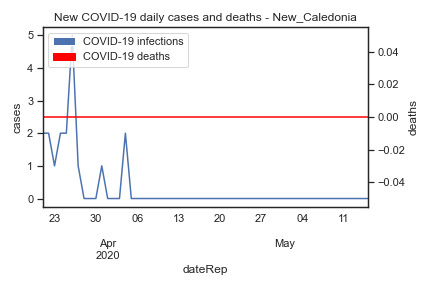 New COVID-19 daily cases and deaths - New_Caledonia
COVID-19 infections
COVID-19 deaths
5
4
3
2
1
0
cases
0.04
0.02
0.00
−0.02
−0.04
deaths
23 30 06 13 20 27 04 11
Apr May
2020
dateRep